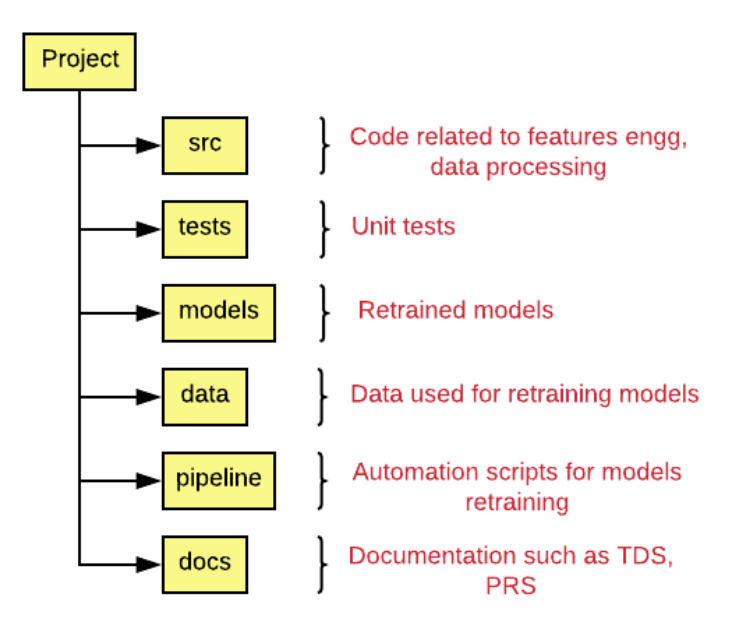 Project
src
Code related to features engg,
data processing
tests
Unit tests
models
Retrained models
data
Data used for retraining models
pipeline
Automation scripts for models
retraining
docs
Documentation such as TDS,
PRS